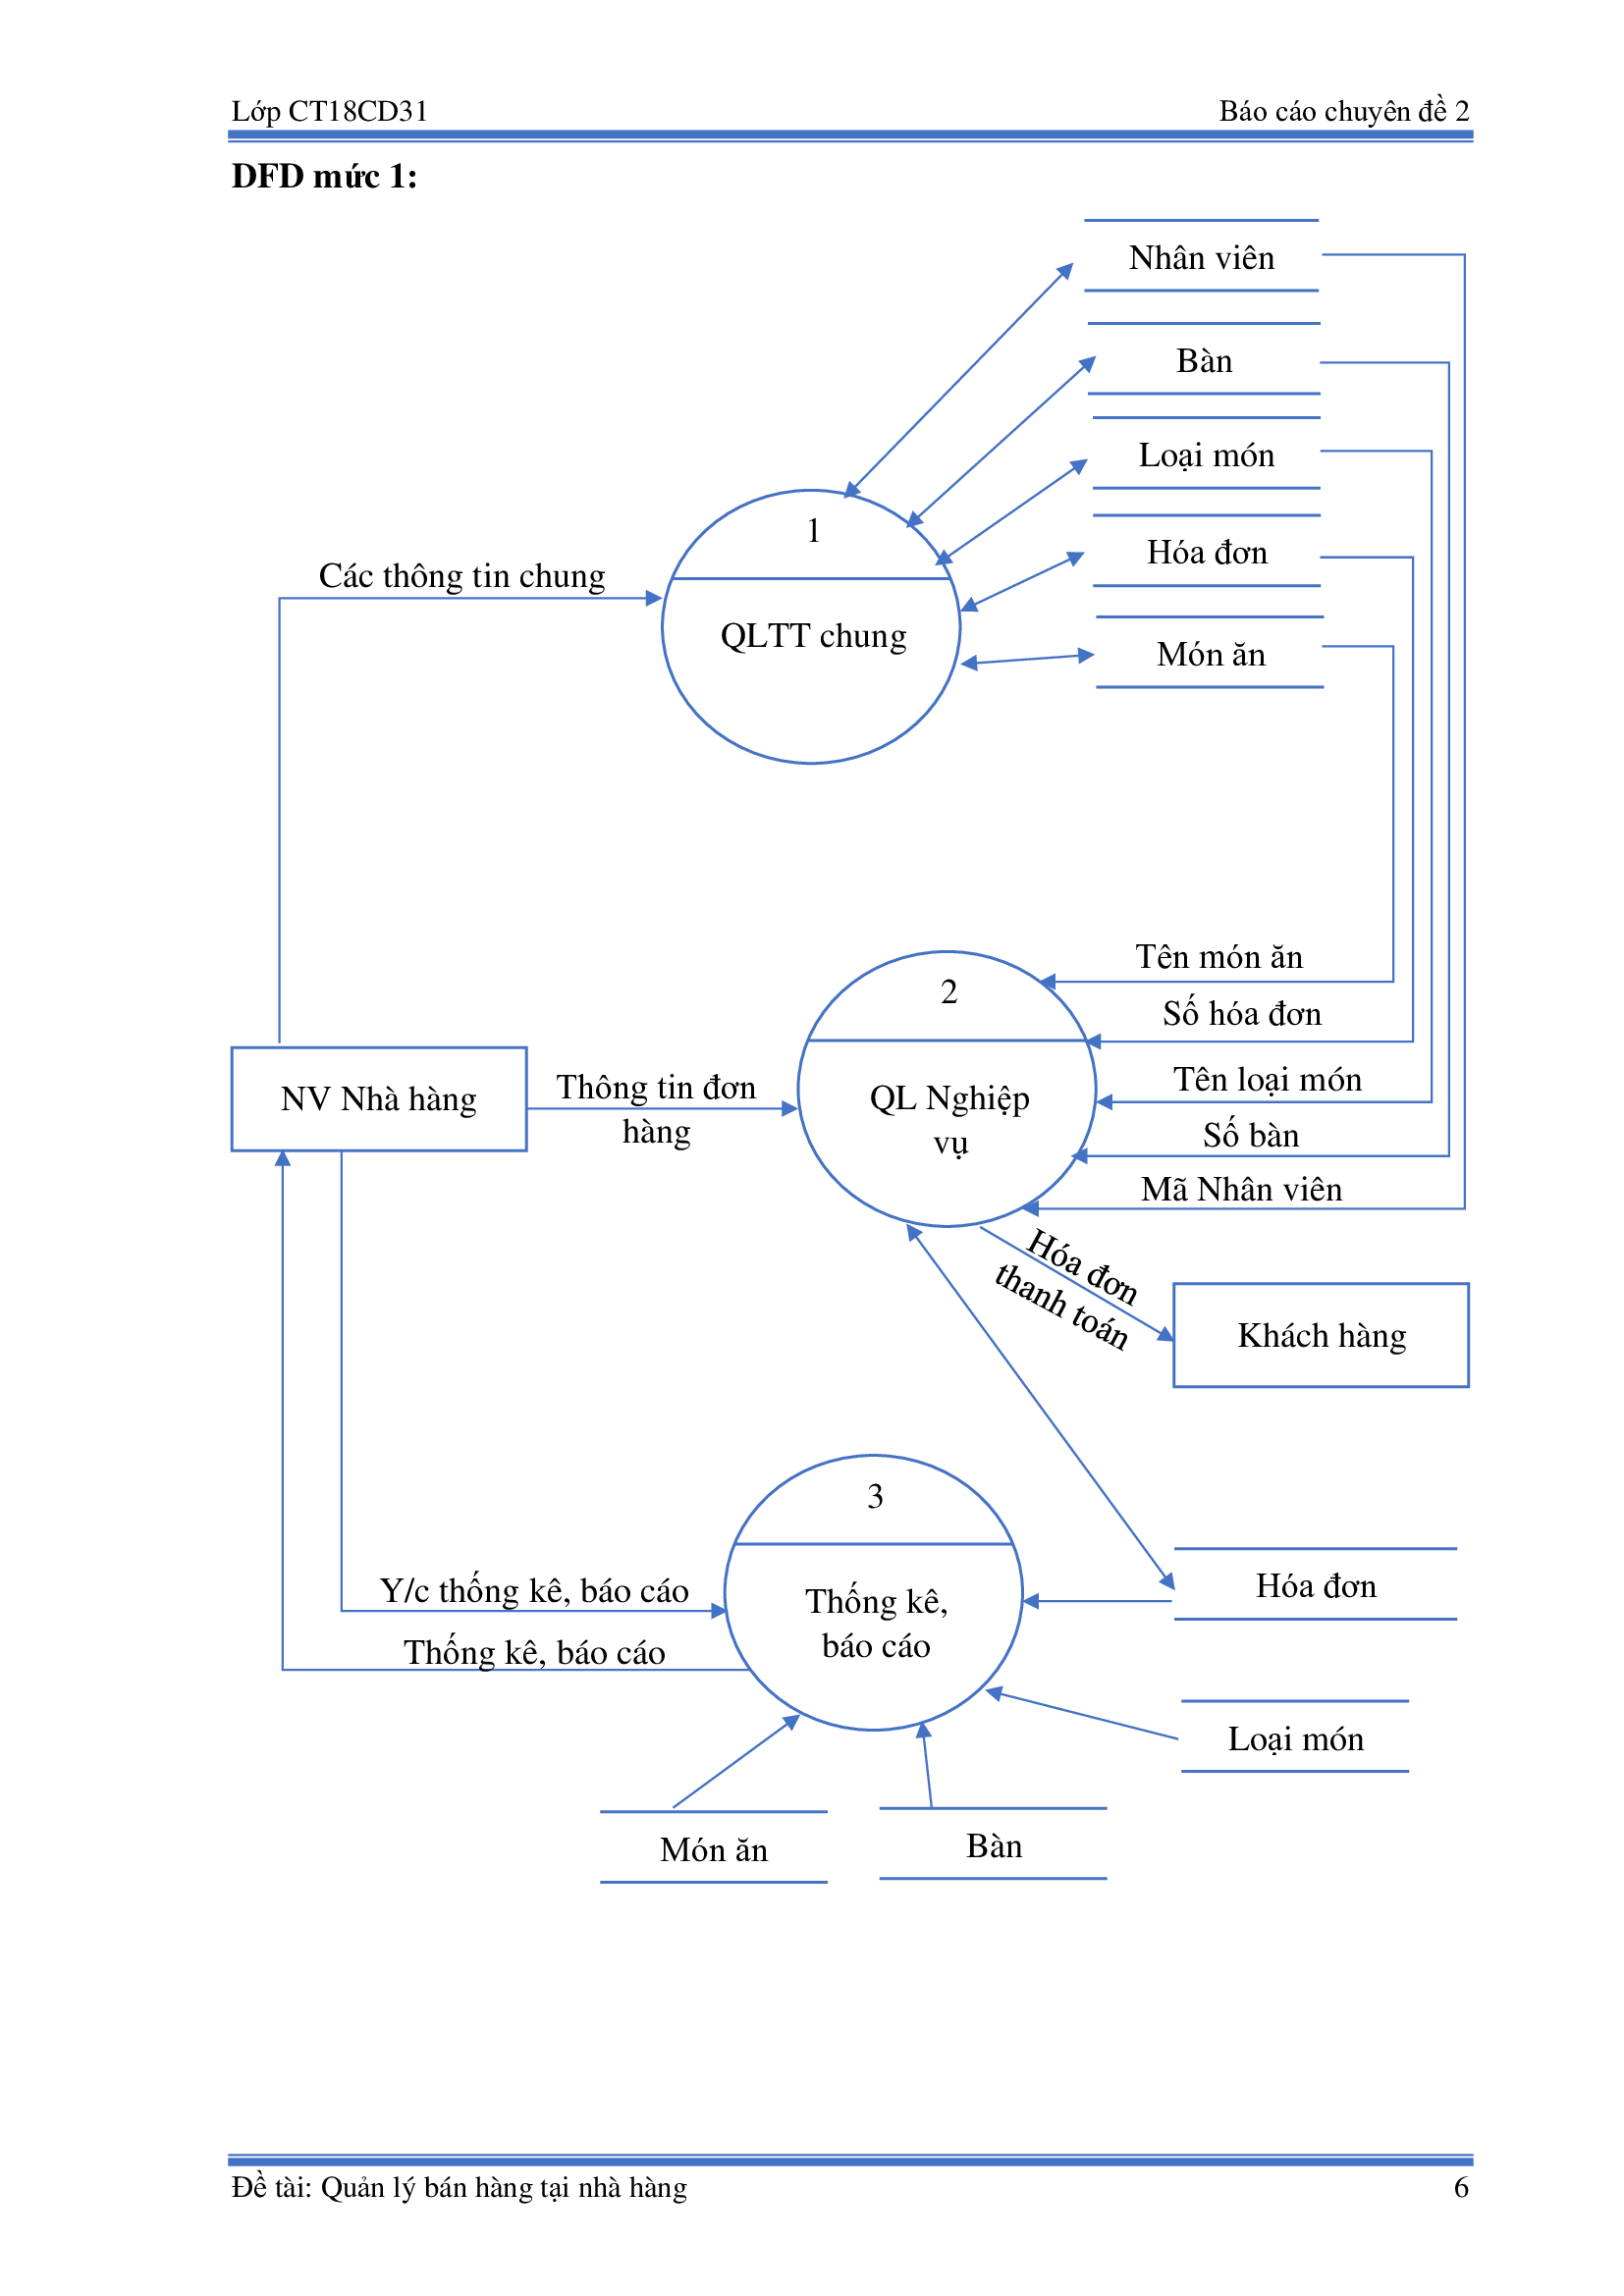 Lớp CT18CD31
Báo cáo chuyên đề 2
DFD mức 1:
Nhân viên
Bàn
Loại món
1
Hóa đơn
Các thông tin chung
QLTT chung
Món ăn
Tên món ăn
2
Số hóa đơn
Tên loại món
NV Nhà hàng
Thông tin đơn
hàng
QL Nghiệp
vụ
Số bàn
Mã Nhân viên
Hóa đơn
thanh toán
Khách hàng
3
Y/c thống kê, báo cáo
Thống kê,
báo cáo
Hóa đơn
Thống kê, báo cáo
Loại món
Món ăn
Bàn
Đề tài: Quản lý bán hàng tại nhà hàng
6